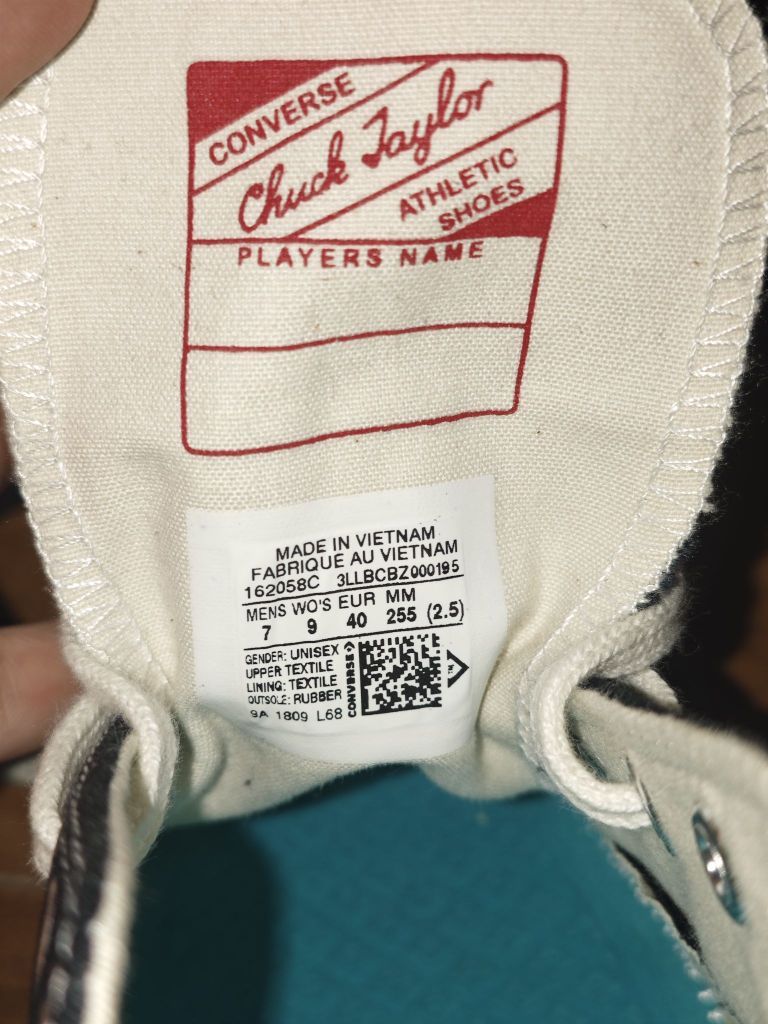 CONVERSE
Chuck Taylor
ATHLETIC
SHOES
PLAYERS NAME
MADE IN VIETNAM
FABRIQUE AU VIETNAM
162058C 3LLBCBZ000195
MENS WO'S EUR MM
7 9 40 255 (2.5)
GENDER: UNISEX
UPPER TEXTILE
LINING: TEXTILE
OUTSOLE: RUBBER
9A 1809 L68
CONVERSE